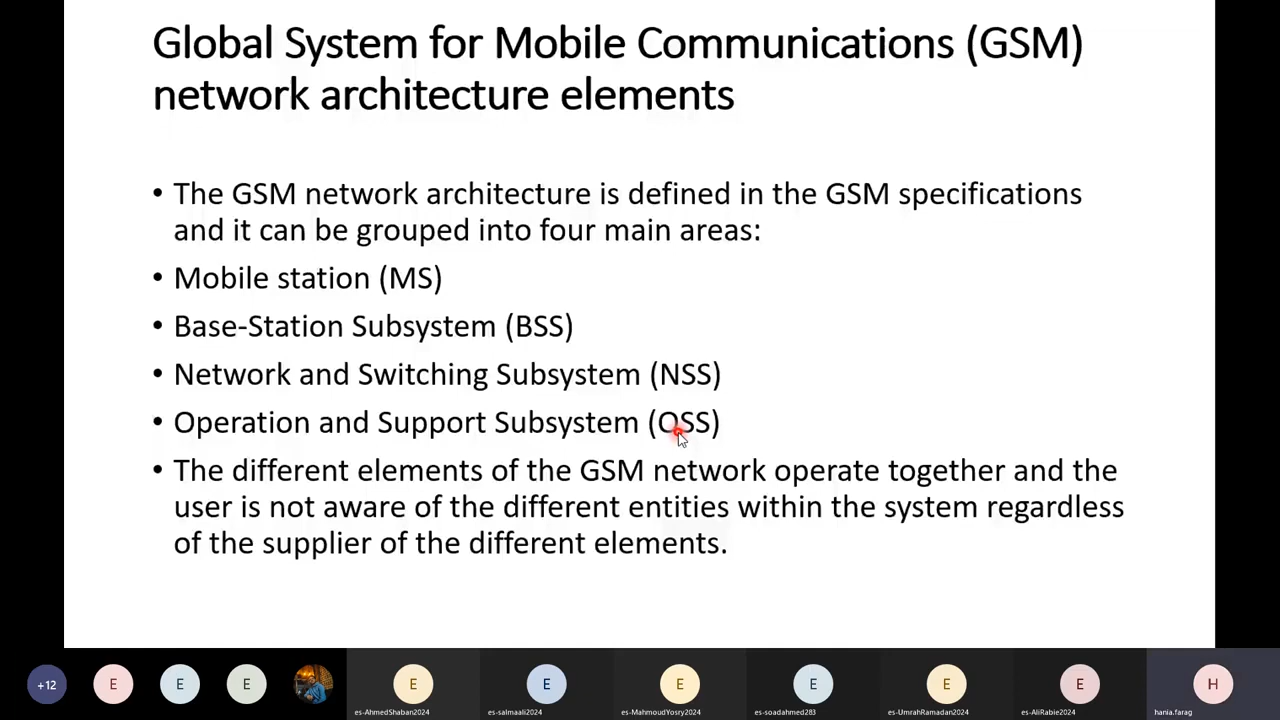 Global System for Mobile Communications (GSM)
network architecture elements
• The GSM network architecture is defined in the GSM specifications
and it can be grouped into four main areas:
• Mobile station (MS)
• Base-Station Subsystem (BSS)
• Network and Switching Subsystem (NSS)
• Operation and Support Subsystem (OSS)
• The different elements of the GSM network operate together and the
user is not aware of the different entities within the system regardless
of the supplier of the different elements.
+12 E E E E E E E E E H
es-AhmedShaban2024 es-salmaali2024 es-MahmoudYosry2024 es-soadahmed283 es-UmrahRamadan2024 es-AliRabie2024 hania.farag